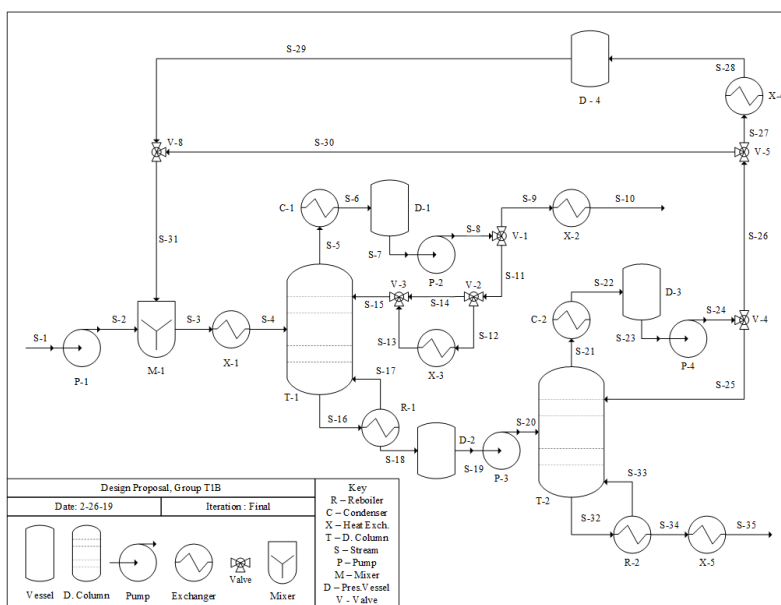 S-29
S-28
D - 4
X-4
S-27
V-8
S-30
V-5
S-6
C-1
D-1
S-9
S-10
S-8
V-1
X-2
S-26
S-31
S-5
S-7
P-2
S-11
S-22
D-3
V-3
V-2
S-15
S-14
C-2
S-24
V-4
S-1
S-2
S-3
S-4
S-13
S-12
S-23
P-4
P-1
M-1
X-1
X-3
S-21
S-17
S-25
T-1
R-1
S-16
D-2
S-20
S-18
S-19
P-3
S-33
T-2
S-32
S-34
S-35
R-2
X-5
Design Proposal, Group T1B
Date: 2-26-19
Iteration : Final
Vessel
D. Column
Pump
Exchanger
Valve
Mixer
Key
R – Reboiler
C – Condenser
X – Heat Exch.
T – D. Column
S – Stream
P – Pump
M – Mixer
D – Pres.Vessel
V - Valve